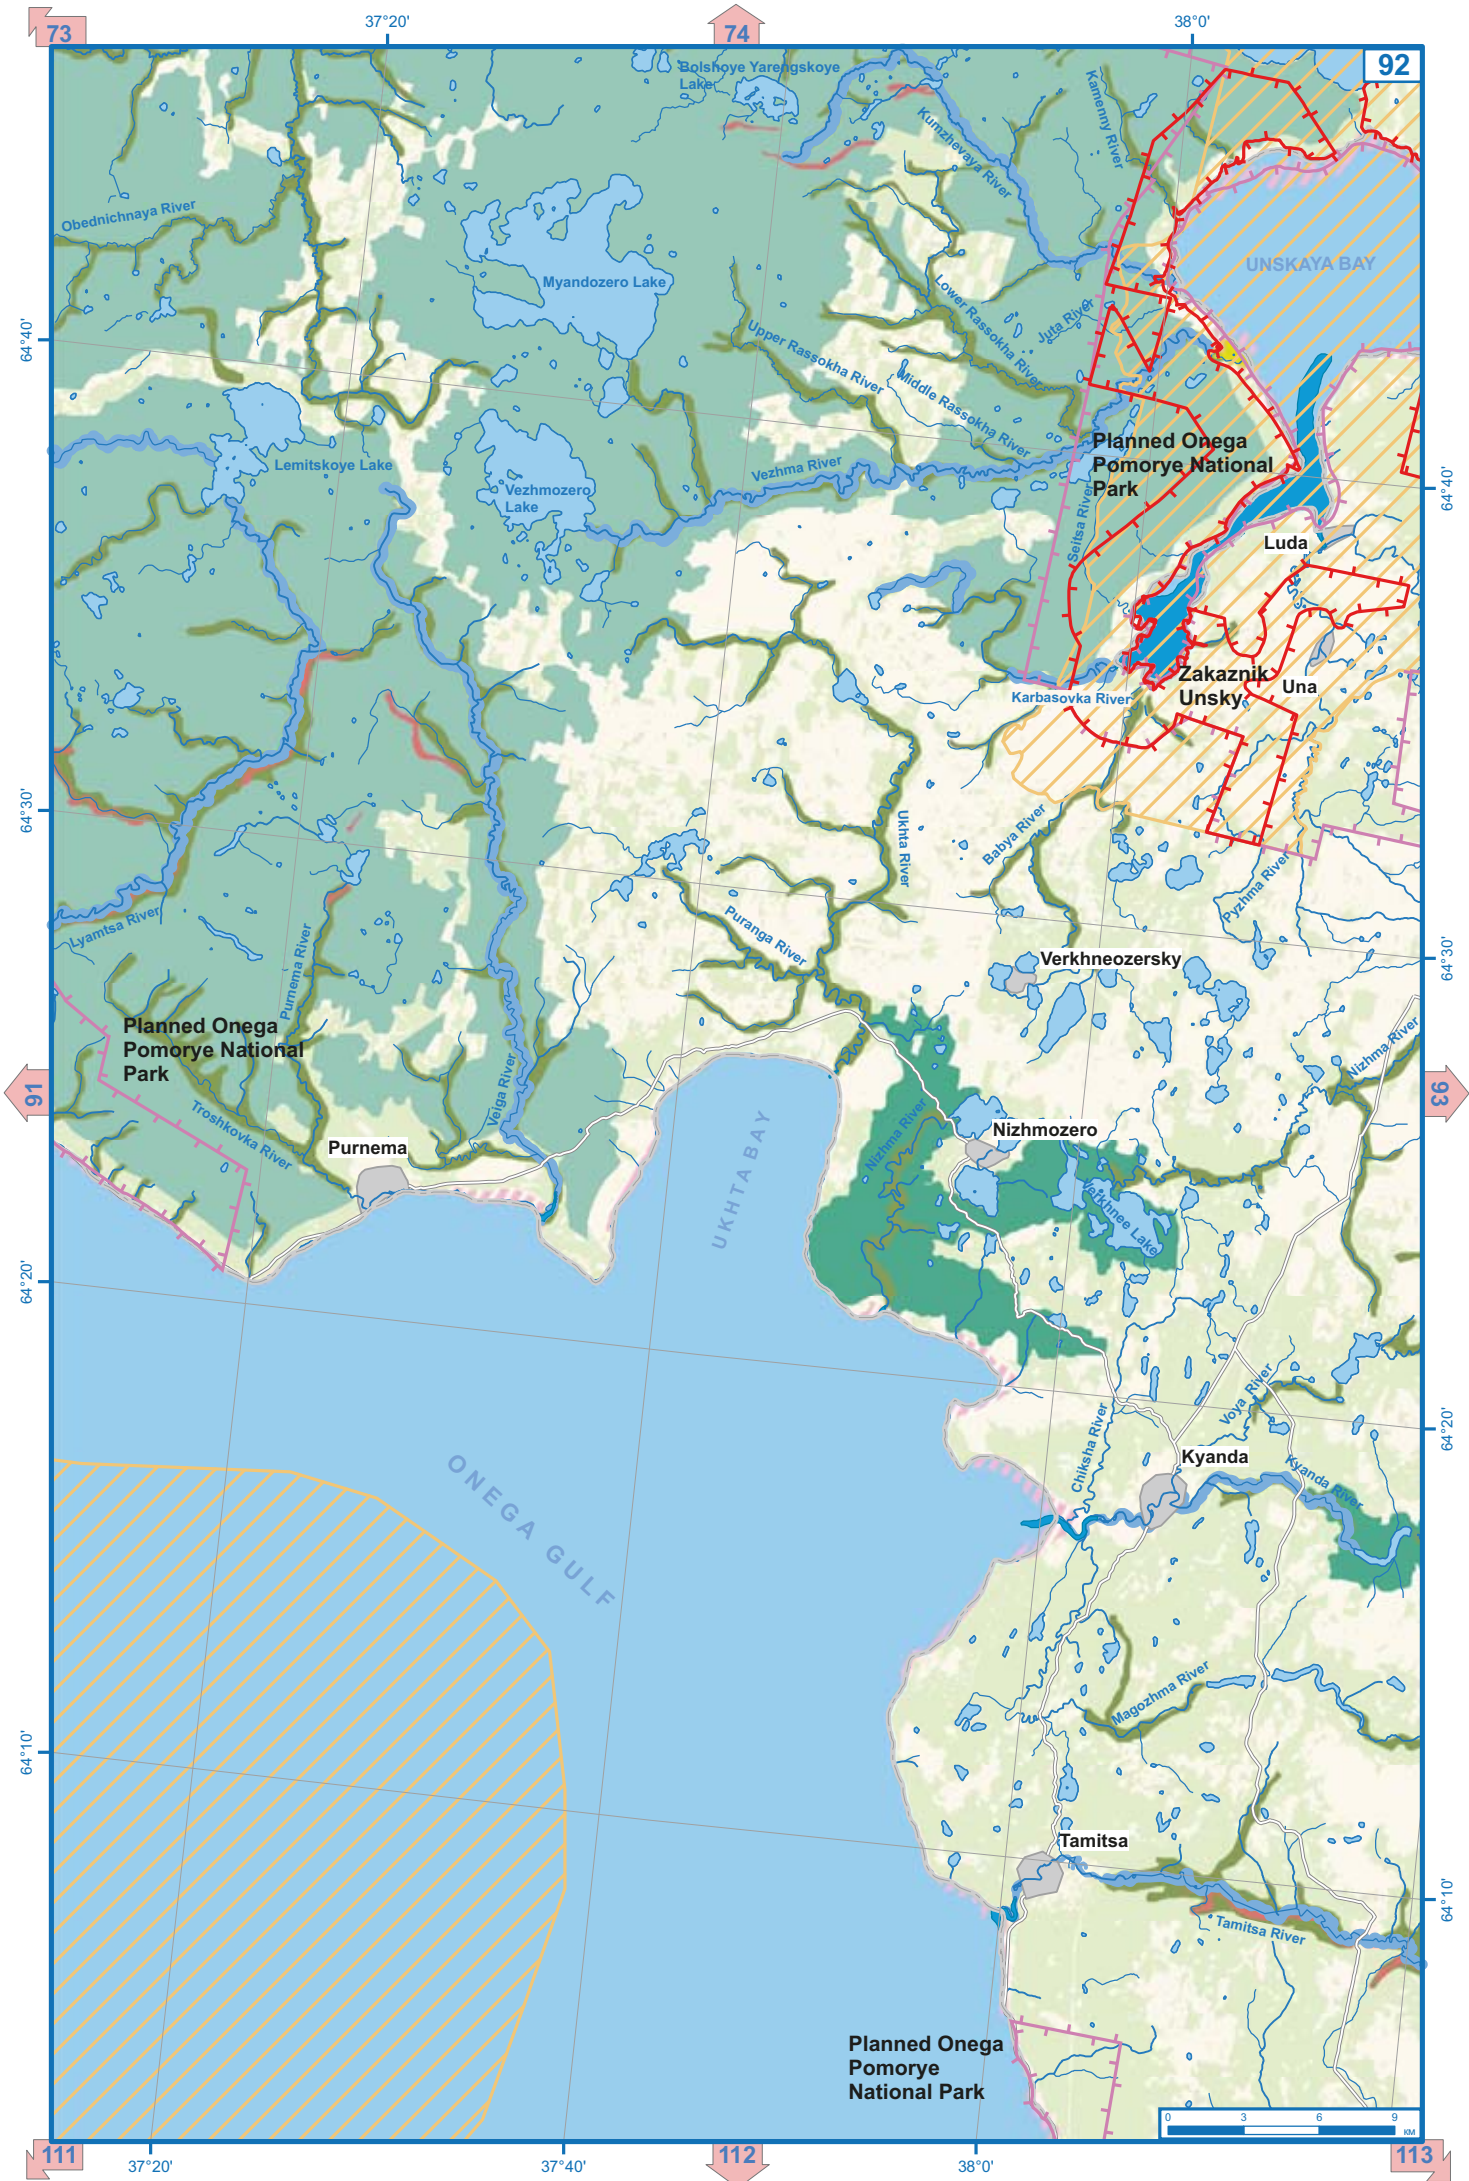 73
37°20'
74
38°0'
92
Bolshoye Yarengskoye
Lake
Kamenny River
Kumzhevaya River
Obednichnaya River
UNSKAYA BAY
Myandozero Lake
Lower Rassokha River
Juta River
64°40'
Upper Rassokha River
Middle Rassokha River
Planned Onega
Pomorye National
Park
Lemitskoye Lake
Vezhma River
Vezhmozero
Lake
64°40'
Seitsa River
Luda
Zakaznik
Unsky
Una
Karbasovka River
64°30'
Ukhta River
Babya River
Pyzhma River
Lyamtsa River
Puranga River
Purnema River
Verkhneozersky
64°30'
Planned Onega
Pomorye National
Park
Nizhma River
91
93
Veiga River
Troshkovka River
Purnema
Nizhma River
Nizhmozero
UKHTA BAY
Verkhnee Lake
64°20'
Voya River
Chiksha River
64°20'
Kyanda
Kyanda River
ONEGA GULF
Magozhma River
64°10'
Tamitsa
64°10'
Tamitsa River
Planned Onega
Pomorye
National Park
0 3 6 9
км
111
37°20'
37°40'
112
38°0'
113